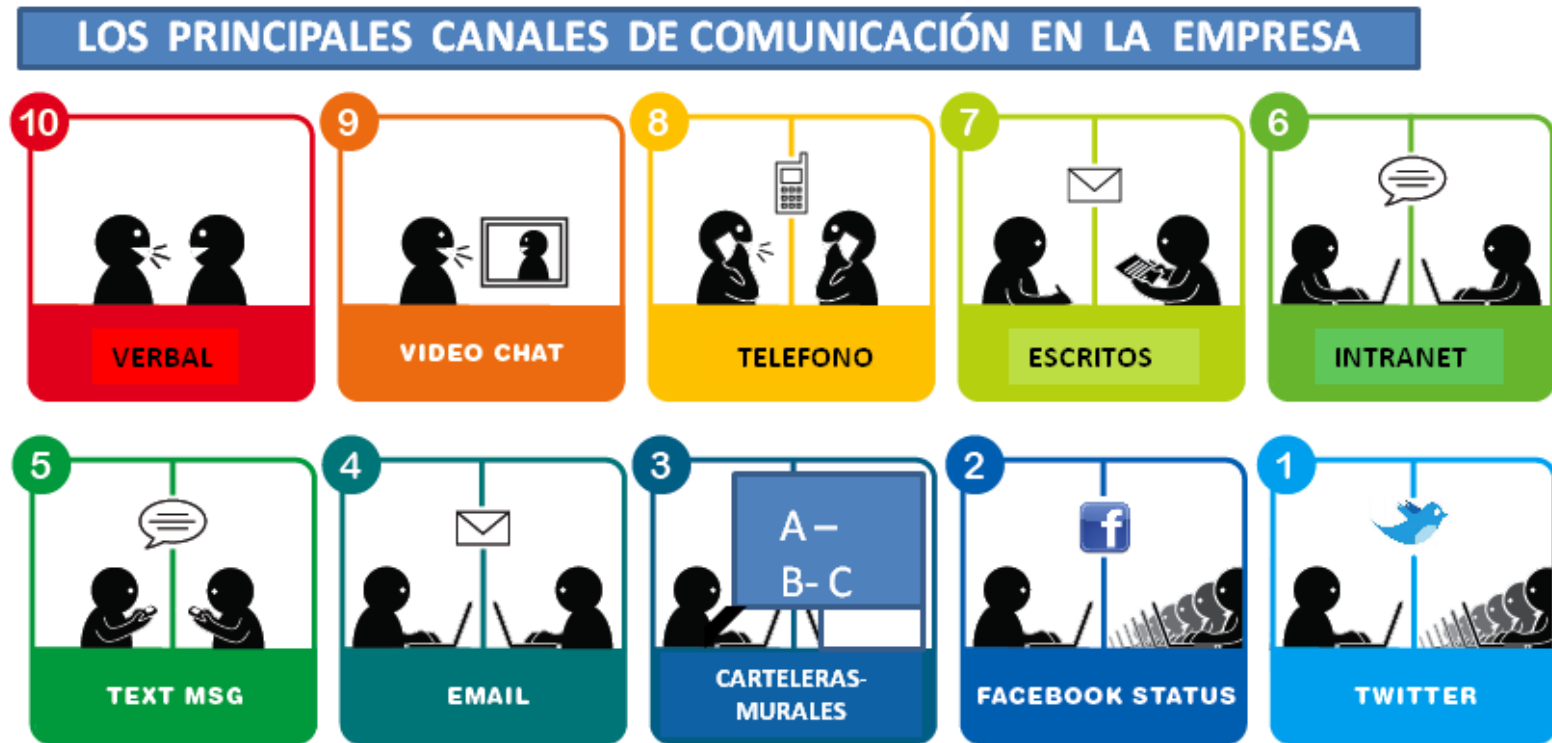 LOS PRINCIPALES CANALES DE COMUNICACIÓN EN LA EMPRESA
10
VERBAL
9
VIDEO CHAT
8
TELEFONO
7
ESCRITOS
6
INTRANET
5
TEXT MSG
4
EMAIL
3
A –
B- C
CARTELERAS-
MURALES
2
f
FACEBOOK STATUS
1
TWITTER